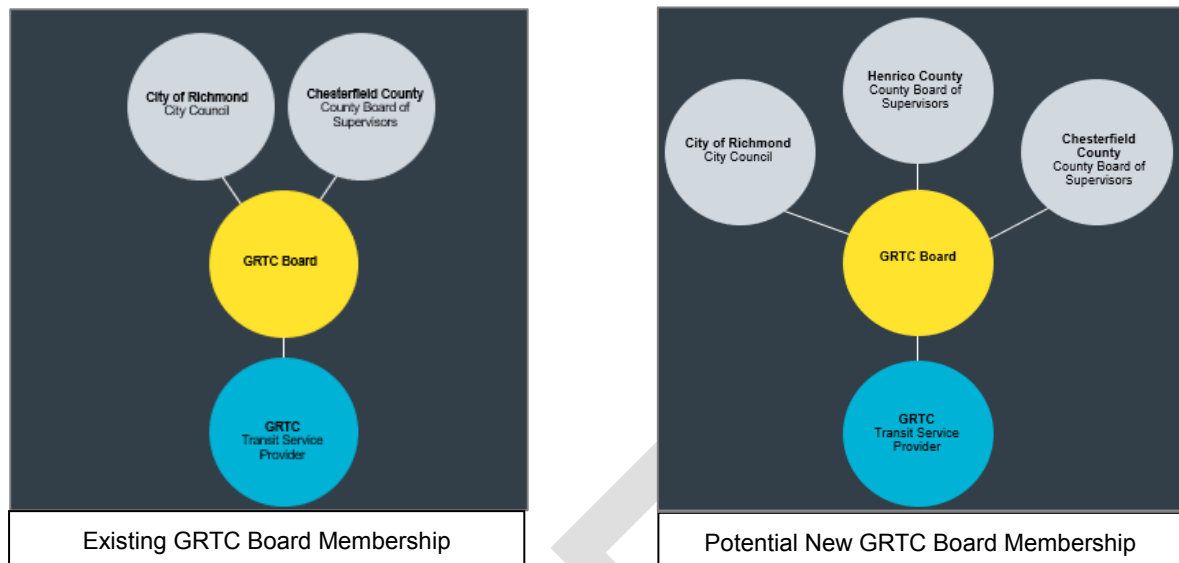 City of Richmond
City Council
Chesterfield County
County Board of
Supervisors
GRTC Board
GRTC
Transit Service
Provider
Existing GRTC Board Membership
Henrico County
County Board of
Supervisors
City of Richmond
City Council
Chesterfield
County
County Board of
Supervisors
GRTC Board
GRTC
Transit Service
Provider
Potential New GRTC Board Membership